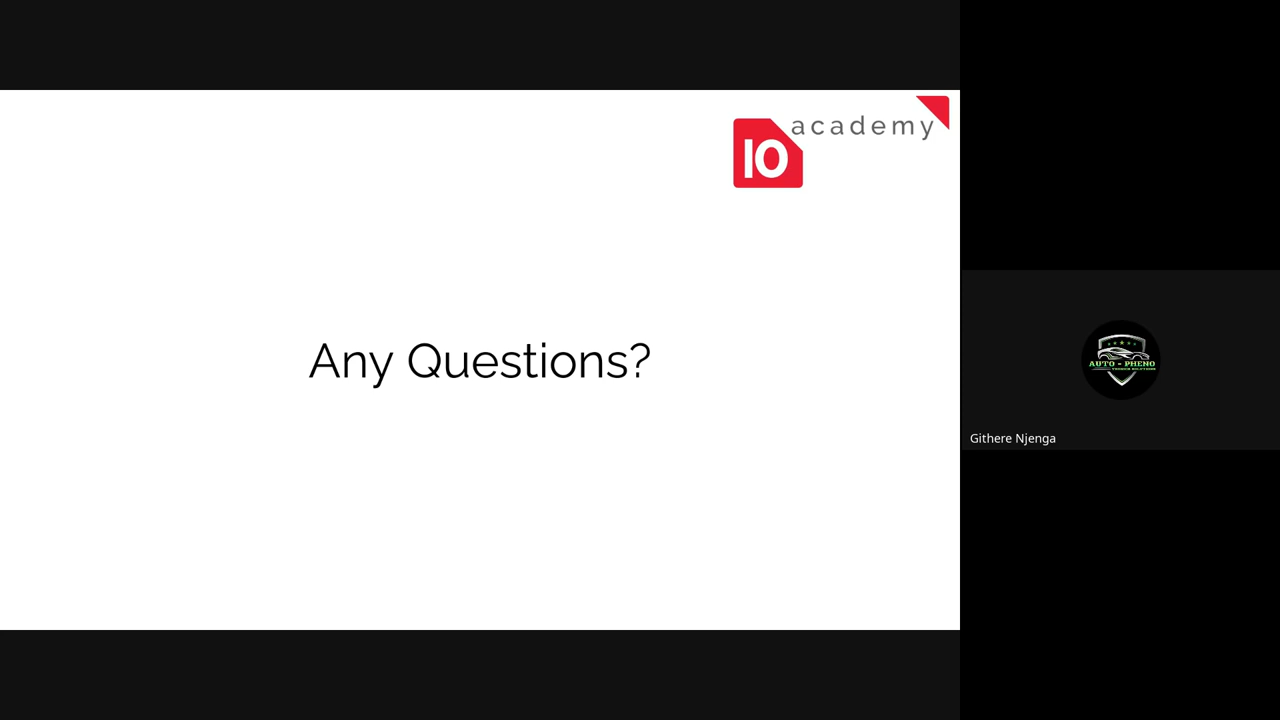 academy
10
Any Questions?
AUTO - PHENO
Githere Njenga